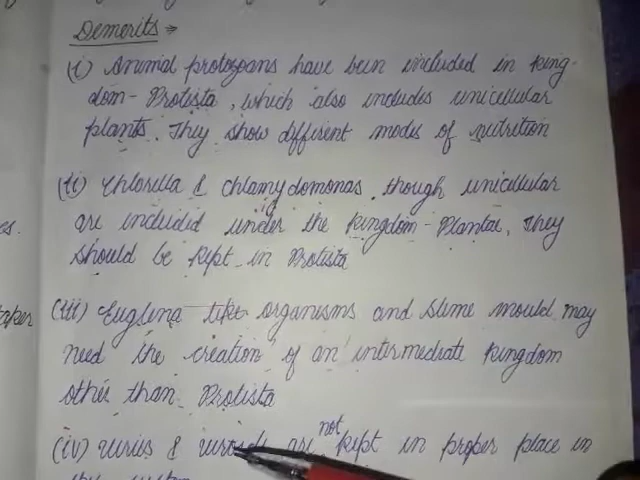 Demerits →
(i) Animal protozoans have been included in King-
dom-Protista, which also includes unicellular
plants. They show different modes of nutrition
(ii) Chlorella & chlamydomonas, though unicellular
es.
are included under the kingdom-Plantae, They
should be kept in Protista
taken
(iii) Euglena like organisms and slime mould may
need the creation of an intermediate kingdom
other than Protista
not
(iv) Virus & are kept in proper place in